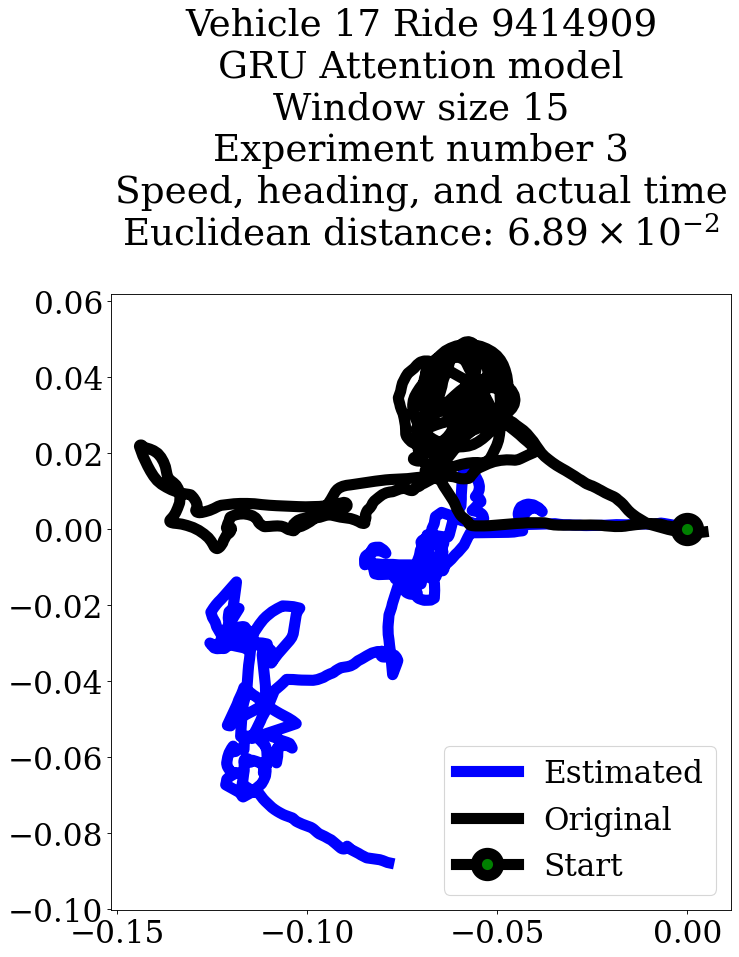 Vehicle 17 Ride 9414909
GRU Attention model
Window size 15
Experiment number 3
Speed, heading, and actual time
Euclidean distance: 6.89 × 10⁻²
0.06
0.04
0.02
0.00
−0.02
−0.04
−0.06
−0.08
−0.10
Estimated
Original
Start
−0.15
−0.10
−0.05
0.00